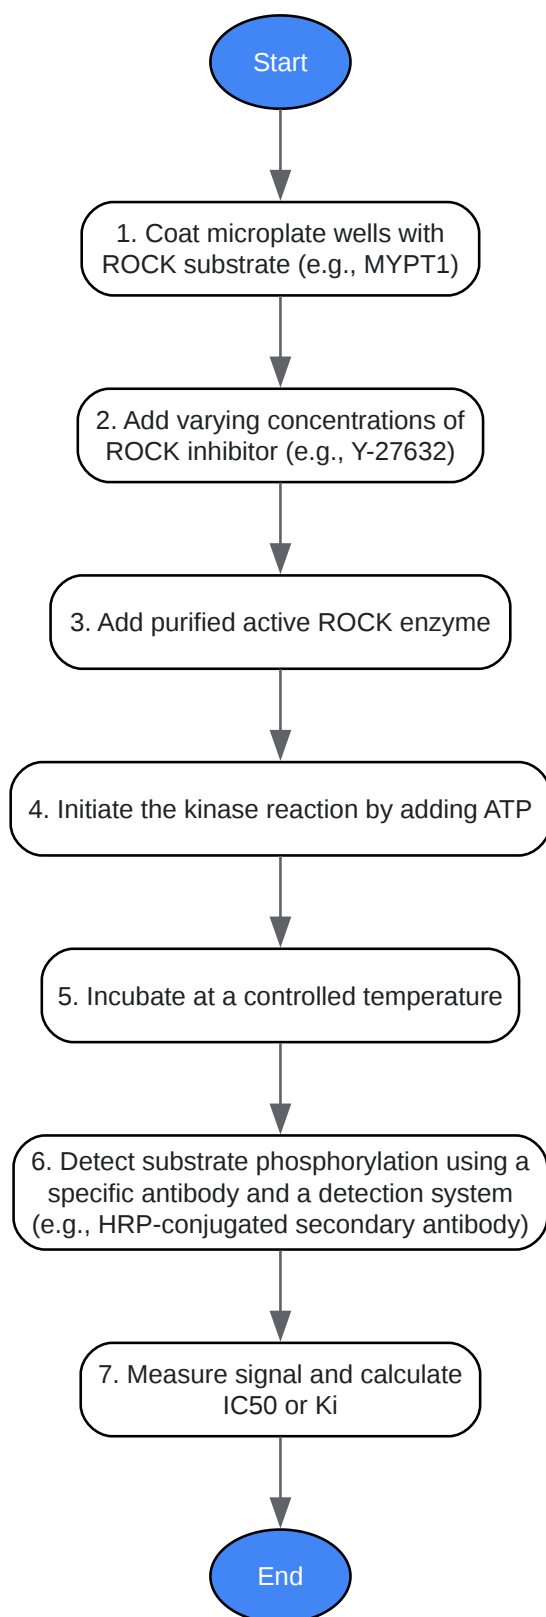 Start
1. Coat microplate wells with
ROCK substrate (e.g., MYPT1)
2. Add varying concentrations of
ROCK inhibitor (e.g., Y-27632)
3. Add purified active ROCK enzyme
4. Initiate the kinase reaction by adding ATP
5. Incubate at a controlled temperature
6. Detect substrate phosphorylation using a
specific antibody and a detection system
(e.g., HRP-conjugated secondary antibody)
7. Measure signal and calculate
IC50 or Ki
End